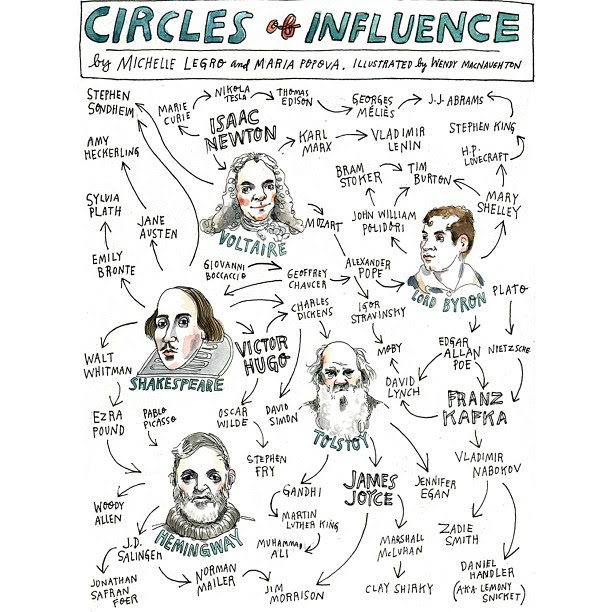 CIRCLES of INFLUENCE
by MICHELLE LEGRO and MARIA POPOVA. ILLUSTRATED by WENDY MACNAUGHTON
STEPHEN
SONDHEIM
MARIE
CURIE
NIKOLA
TESLA
THOMAS
EDISON
GEORGES
MÉLIÈS
J.J. ABRAMS
ISAAC
NEWTON
KARL
MARX
VLADIMIR
LENIN
STEPHEN KING
AMY
HECKERLING
H.P.
LOVECRAFT
BRAM
STOKER
TIM
BURTON
MARY
SHELLEY
SYLVIA
PLATH
JANE
AUSTEN
VOLTAIRE
MOZART
JOHN WILLIAM
POLIDORI
EMILY
BRONTE
GIOVANNI
BOCCACCIO
GEOFFREY
CHAUCER
ALEXANDER
POPE
LORD BYRON
PLATO
CHARLES
DICKENS
IGOR
STRAVINSKY
WALT
WHITMAN
SHAKESPEARE
VICTOR
HUGO
MOBY
EDGAR
ALLAN
POE
NIETZSCHE
DAVID
LYNCH
FRANZ
KAFKA
EZRA
POUND
PABLO
PICASSO
OSCAR
WILDE
DAVID
SIMON
TOLSTOY
STEPHEN
FRY
VLADIMIR
NABOKOV
GANDHI
JAMES
JOYCE
JENNIFER
EGAN
WOODY
ALLEN
HEMINGWAY
MARTIN
LUTHER KING
ZADIE
SMITH
J.D.
SALINGER
MUHAMMAD
ALI
MARSHALL
McLUHAN
JONATHAN
SAFRAN
FOER
NORMAN
MAILER
JIM
MORRISON
CLAY SHIRKY
DANIEL
HANDLER
(A.K.A. LEMONY
SNICKET)